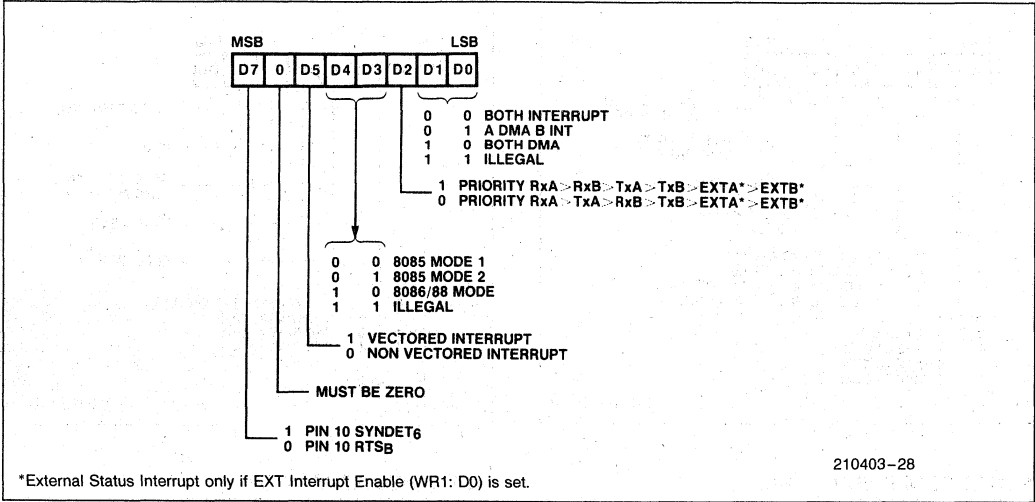 MSB LSB
D7 0 D5 D4 D3 D2 D1 D0
0 0 BOTH INTERRUPT
0 1 A DMA B INT
1 0 BOTH DMA
1 1 ILLEGAL
1 PRIORITY RxA>RxB>TxA>TxB>EXTA*>EXTB*
0 PRIORITY RxA>TxA>RxB>TxB>EXTA*>EXTB*
0 0 8085 MODE 1
0 1 8085 MODE 2
1 0 8086/88 MODE
1 1 ILLEGAL
1 VECTORED INTERRUPT
0 NON VECTORED INTERRUPT
MUST BE ZERO
1 PIN 10 SYNDET6
0 PIN 10 RTSB
210403-28
*External Status Interrupt only if EXT Interrupt Enable (WR1: D0) is set.